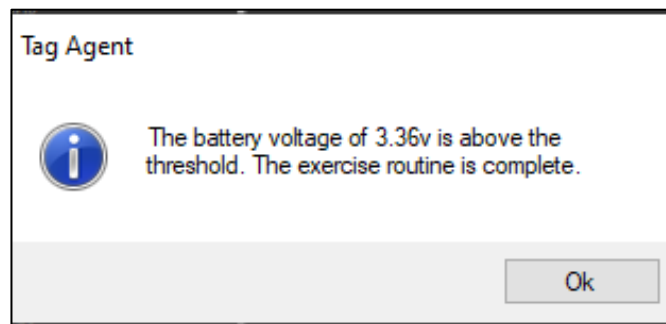 Tag Agent
The battery voltage of 3.36v is above the
threshold. The exercise routine is complete.
Ok